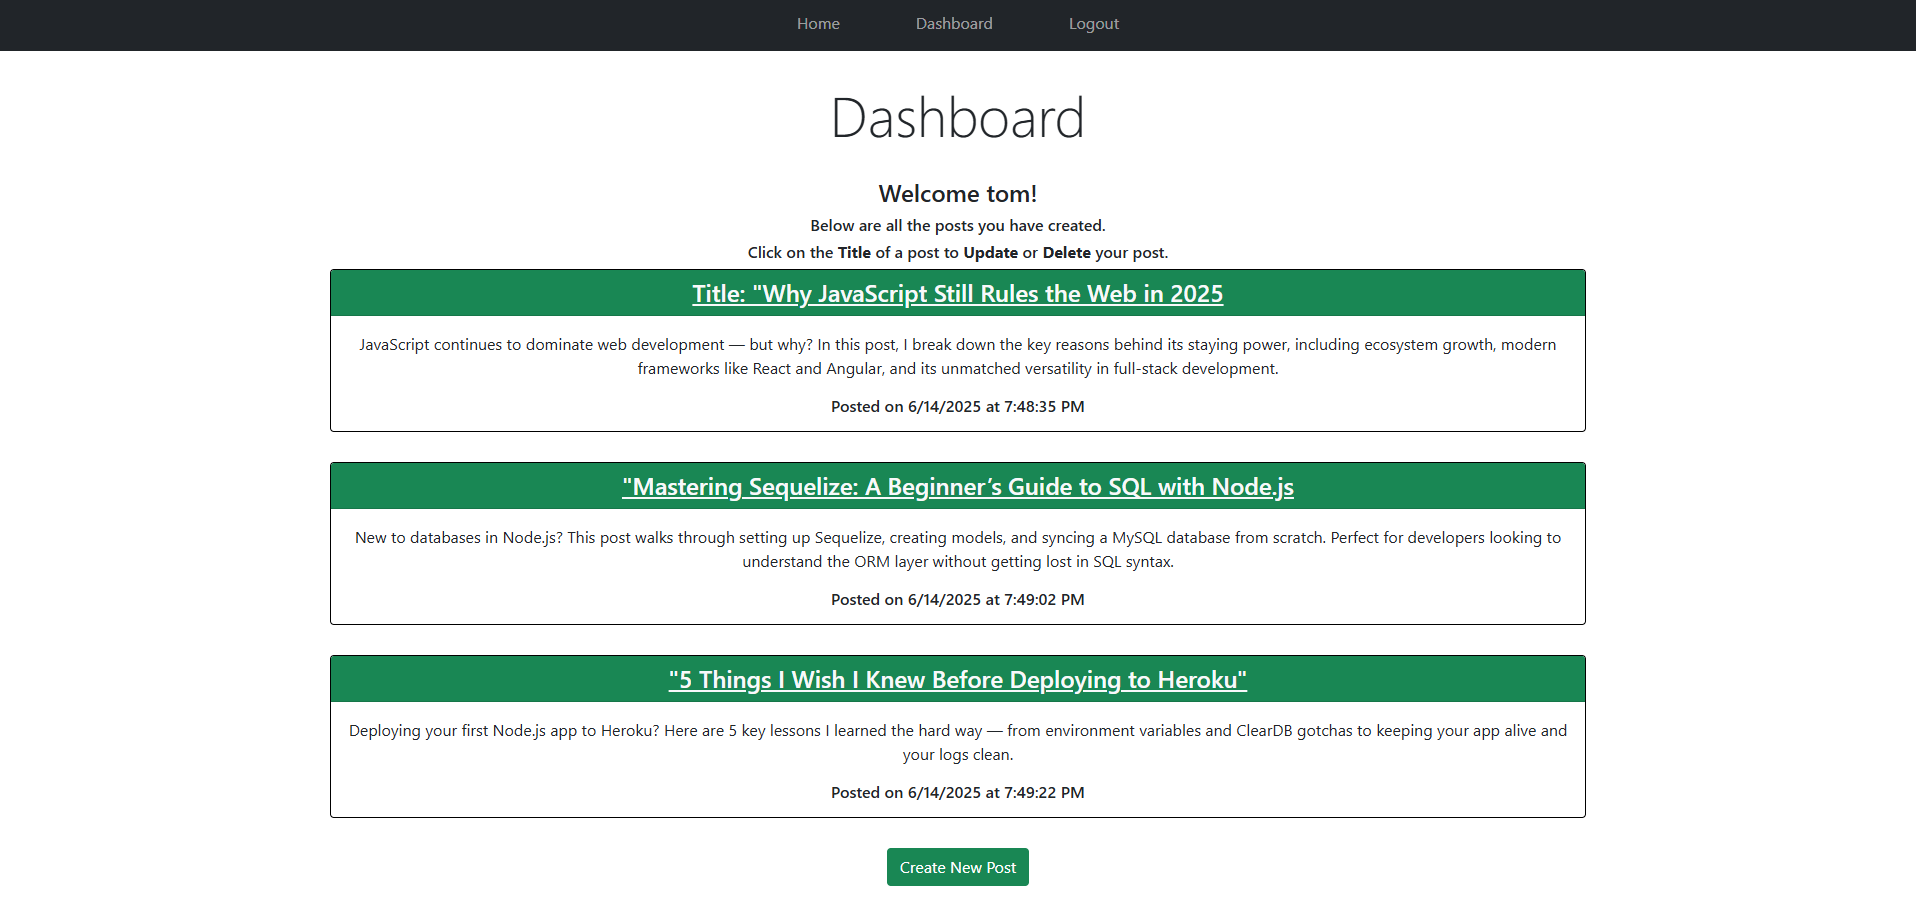 Home Dashboard Logout
Dashboard
Welcome tom!
Below are all the posts you have created.
Click on the Title of a post to Update or Delete your post.
Title: "Why JavaScript Still Rules the Web in 2025
JavaScript continues to dominate web development — but why? In this post, I break down the key reasons behind its staying power, including ecosystem growth, modern
frameworks like React and Angular, and its unmatched versatility in full-stack development.
Posted on 6/14/2025 at 7:48:35 PM
"Mastering Sequelize: A Beginner’s Guide to SQL with Node.js
New to databases in Node.js? This post walks through setting up Sequelize, creating models, and syncing a MySQL database from scratch. Perfect for developers looking to
understand the ORM layer without getting lost in SQL syntax.
Posted on 6/14/2025 at 7:49:02 PM
"5 Things I Wish I Knew Before Deploying to Heroku"
Deploying your first Node.js app to Heroku? Here are 5 key lessons I learned the hard way — from environment variables and ClearDB gotchas to keeping your app alive and
your logs clean.
Posted on 6/14/2025 at 7:49:22 PM
Create New Post